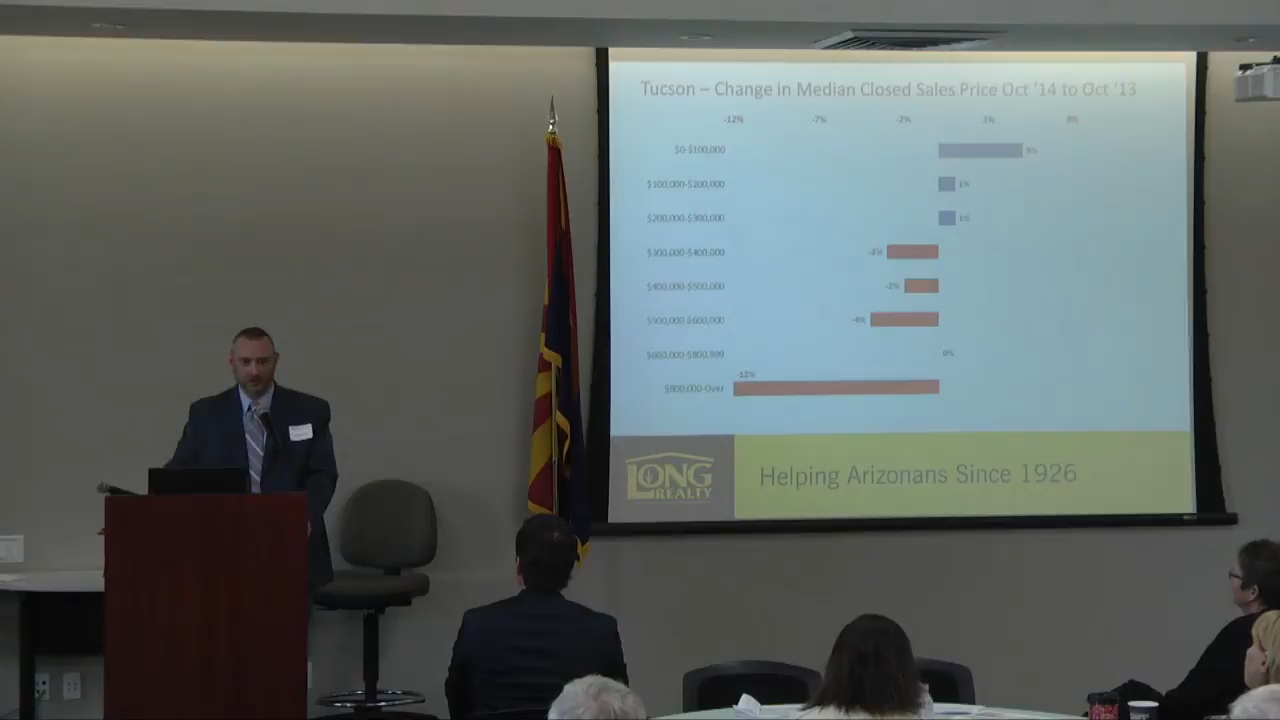 Tucson – Change in Median Closed Sales Price Oct '14 to Oct '13
-12% -7% -2% 3% 8%
$0-$100,000 5%
$100,000-$200,000 1%
$200,000-$300,000 1%
$300,000-$400,000
$400,000-$500,000 -2%
$500,000-$600,000 -4%
$600,000-$800,999 0%
-12%
$800,000-Over
LONG
REALTY
Helping Arizonans Since 1926